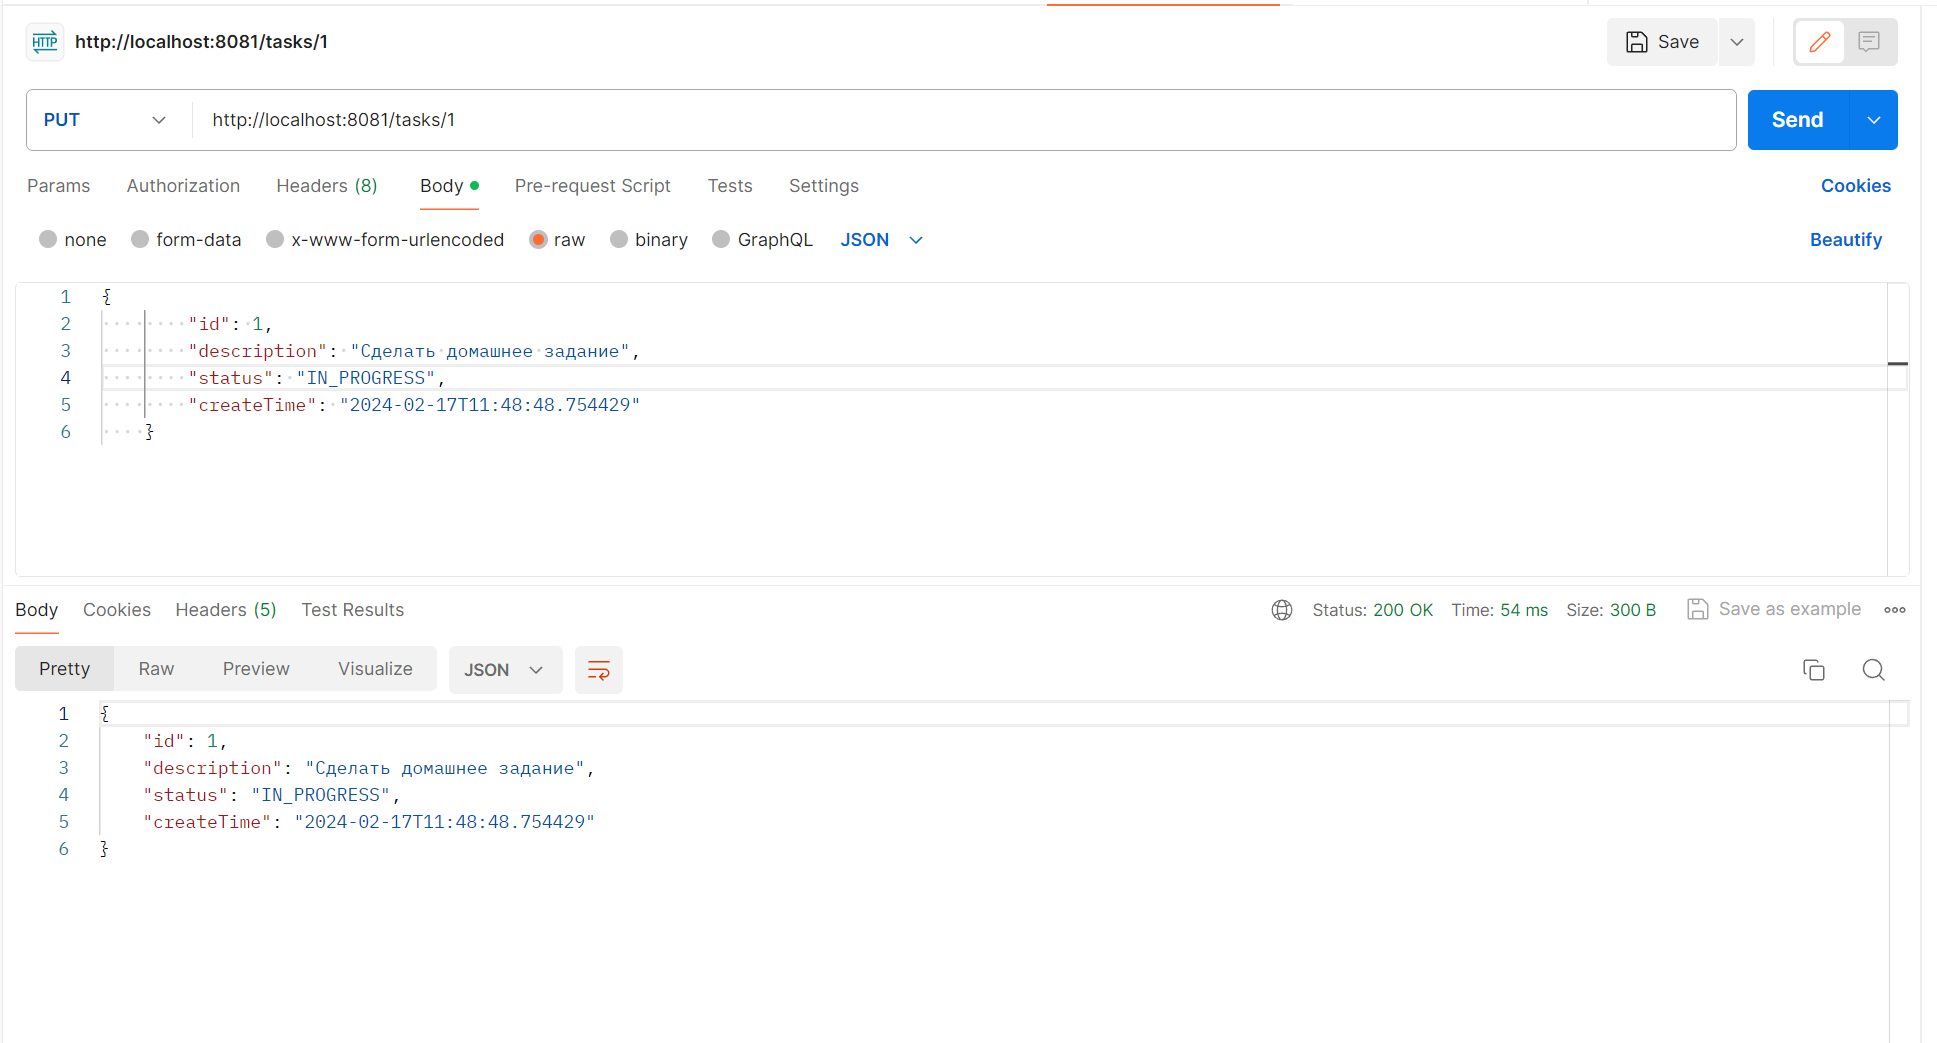 HTTP http://localhost:8081/tasks/1 Save
PUT http://localhost:8081/tasks/1 Send
Params Authorization Headers (8) Body Pre-request Script Tests Settings Cookies
none form-data x-www-form-urlencoded raw binary GraphQL JSON Beautify
1 {
2 "id": 1,
3 "description": "Сделать домашнее задание",
4 "status": "IN_PROGRESS",
5 "createTime": "2024-02-17T11:48:48.754429"
6 }
Body Cookies Headers (5) Test Results Status: 200 OK Time: 54 ms Size: 300 B Save as example
Pretty Raw Preview Visualize JSON
1 {
2 "id": 1,
3 "description": "Сделать домашнее задание",
4 "status": "IN_PROGRESS",
5 "createTime": "2024-02-17T11:48:48.754429"
6 }